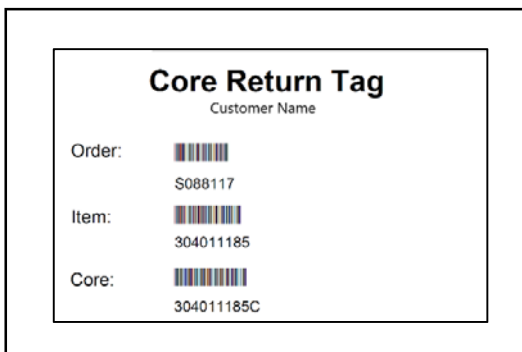 Core Return Tag
Customer Name
Order:
S088117
Item:
304011185
Core:
304011185C